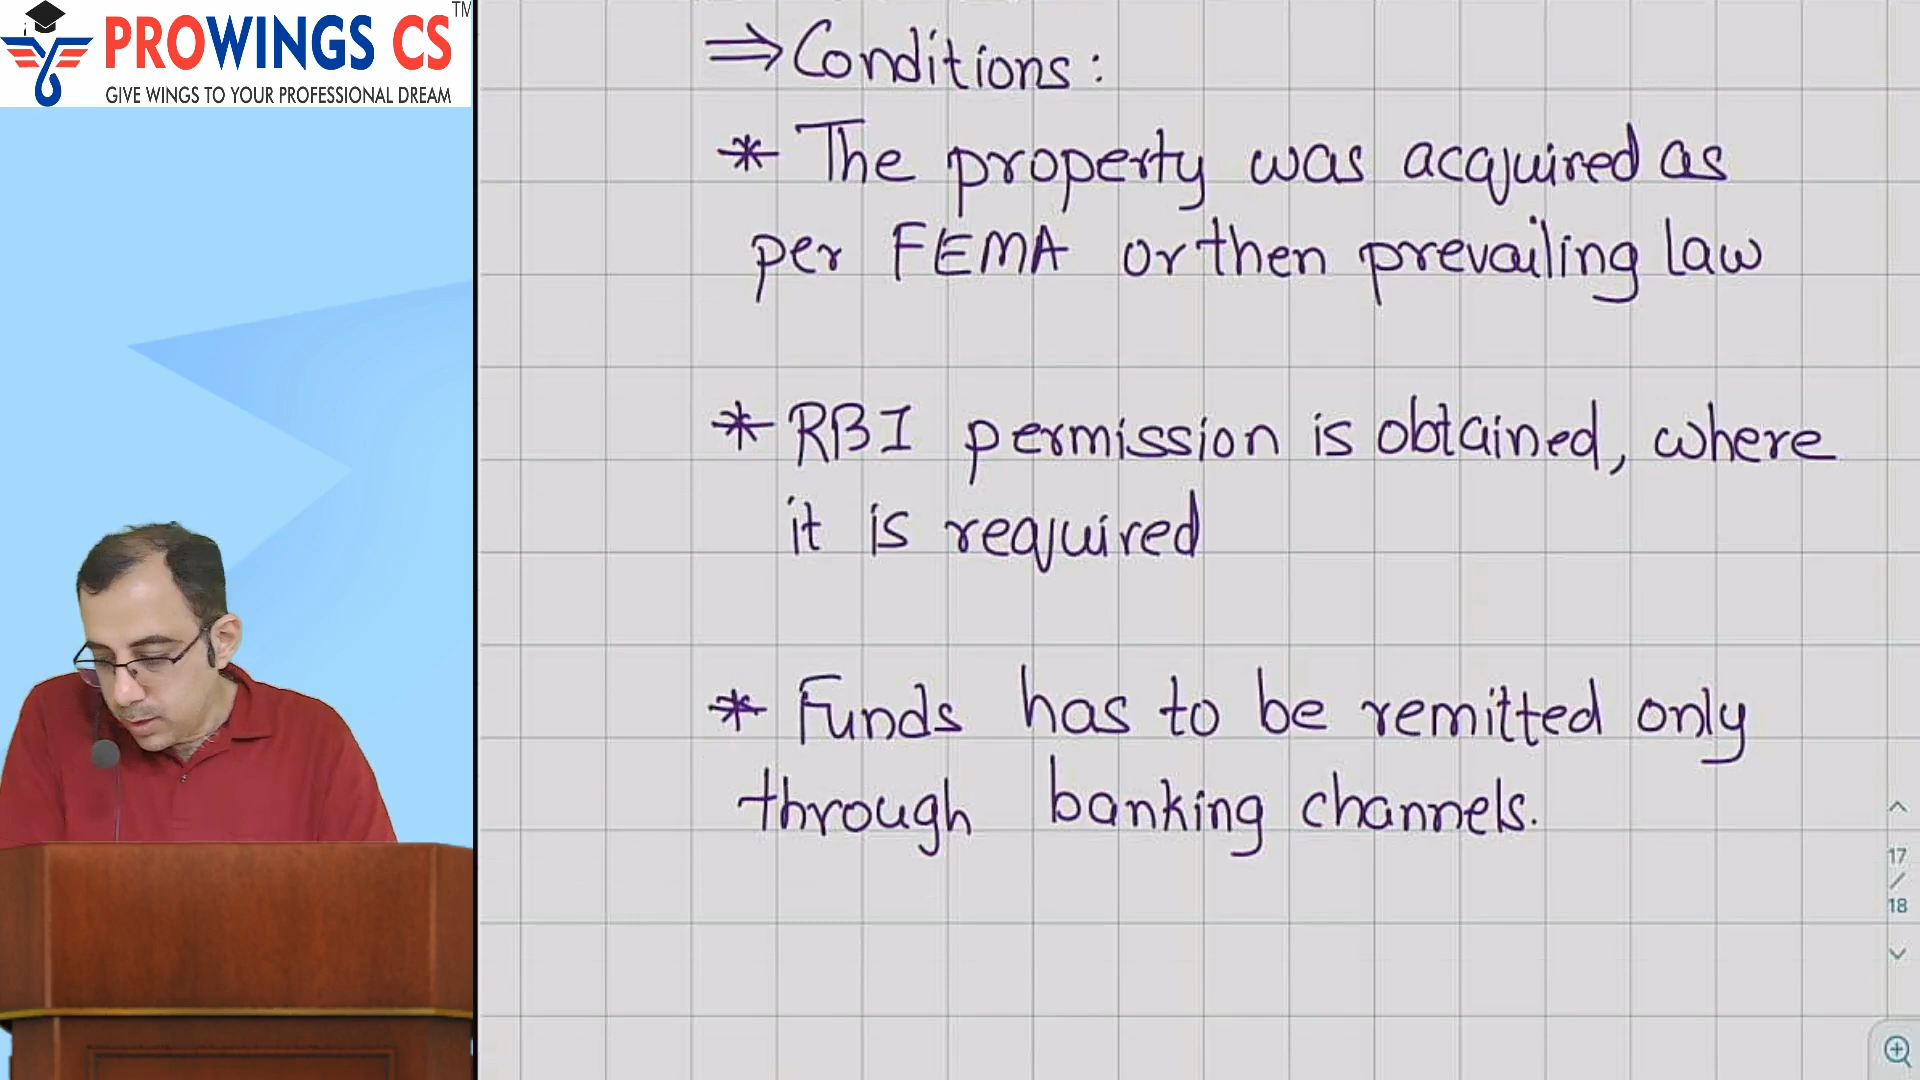 PROWINGS CS™
GIVE WINGS TO YOUR PROFESSIONAL DREAM
⇒ Conditions:
* The property was acquired as
per FEMA or then prevailing law
* RBI permission is obtained, where
it is required
* Funds has to be remitted only
through banking channels.
17
/
18